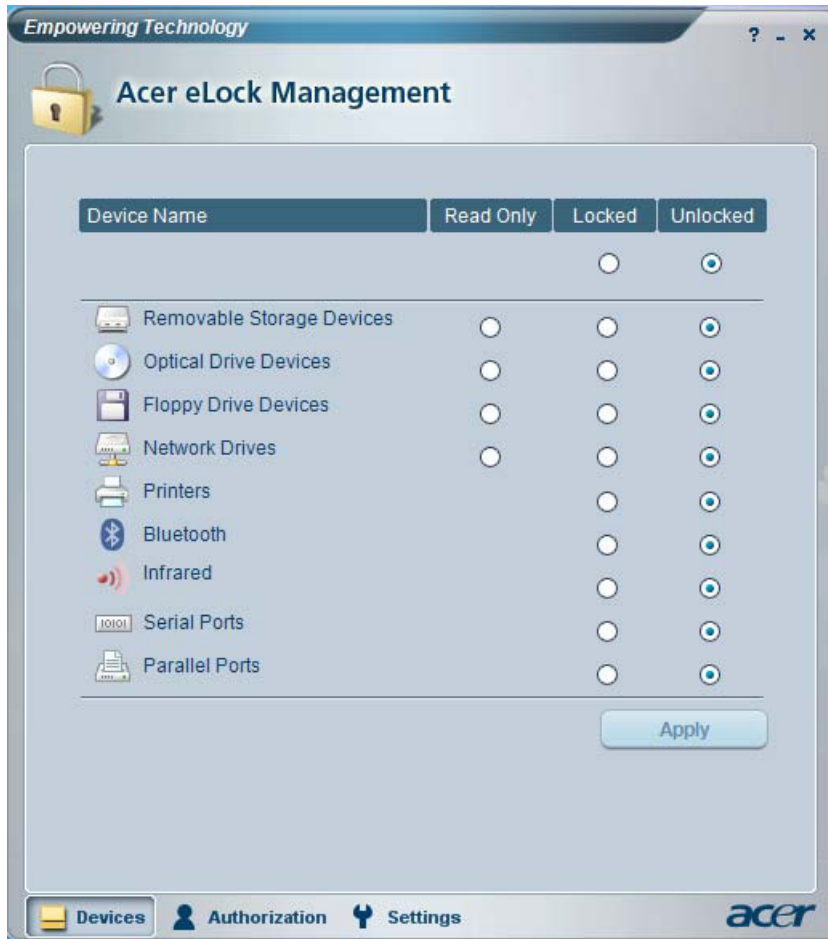 Empowering Technology
? - x
Acer eLock Management
Device Name Read Only Locked Unlocked
Removable Storage Devices
Optical Drive Devices
Floppy Drive Devices
Network Drives
Printers
Bluetooth
Infrared
10101 Serial Ports
Parallel Ports
Apply
Devices Authorization Settings acer